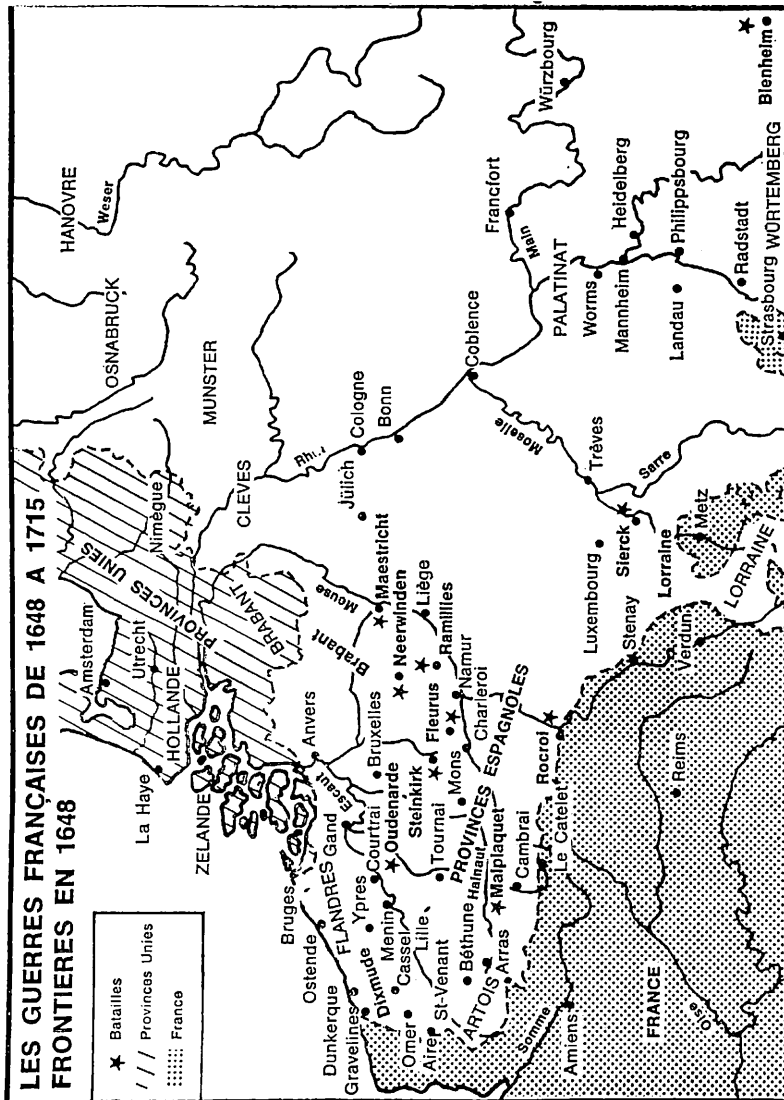 LES GUERRES FRANÇAISES DE 1648 A 1715
FRONTIERES EN 1648
Batailles
Provinces Unies
France
HANOVRE
Weser
OSNABRUCK
MUNSTER
CLEVES
PROVINCES UNIES
Nimègue
Amsterdam
Utrecht
HOLLANDE
La Haye
ZELANDE
BRABANT
Brabant
Anvers
Escaut
Bruges
Ostende
FLANDRES
Gand
Dunkerque
Gravelines
Dixmude
Ypres
Courtrai
Menin
Cassel
Lille
Omer
Aire
St-Venant
Béthune
ARTOIS
Arras
Oudenarde
Steinkirk
Bruxelles
Tournai
Mons
Hainaut
Malplaquet
Cambrai
PROVINCES ESPAGNOLES
Fleurus
Charleroi
Namur
Ramillies
Neerwinden
Liège
Maestricht
Mouse
Jülich
Cologne
Bonn
Coblence
Moselle
Trèves
Sarre
Sierck
Lorraine
Luxembourg
Metz
LORRAINE
Stenay
Verdun
Rocroi
Le Catelet
Reims
Somme
Amiens
FRANCE
Oise
Francfort
Main
Würzbourg
PALATINAT
Worms
Mannheim
Heidelberg
Philippsbourg
Landau
Radstadt
Strasbourg
WÜRTEMBERG
Blenheim